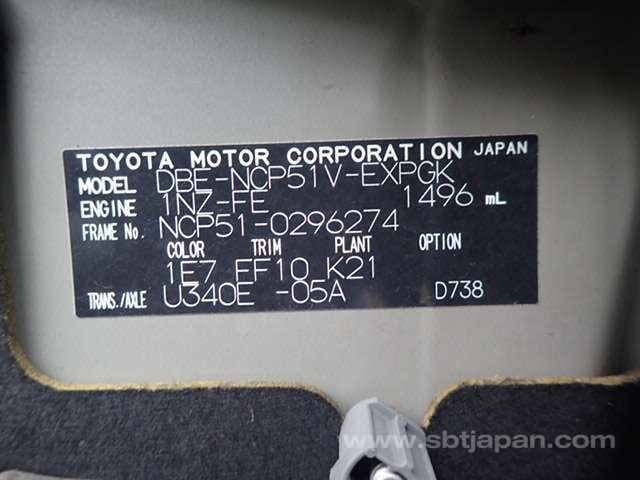 TOYOTA MOTOR CORPORATION JAPAN
MODEL DBE-NCP51V-EXPGK
ENGINE 1NZ-FE 1496 mL
FRAME No. NCP51-0296274
COLOR TRIM PLANT OPTION
1E7 FF10 K21
TRANS./AXLE U340E -05A D738
www.sbtjapan.com